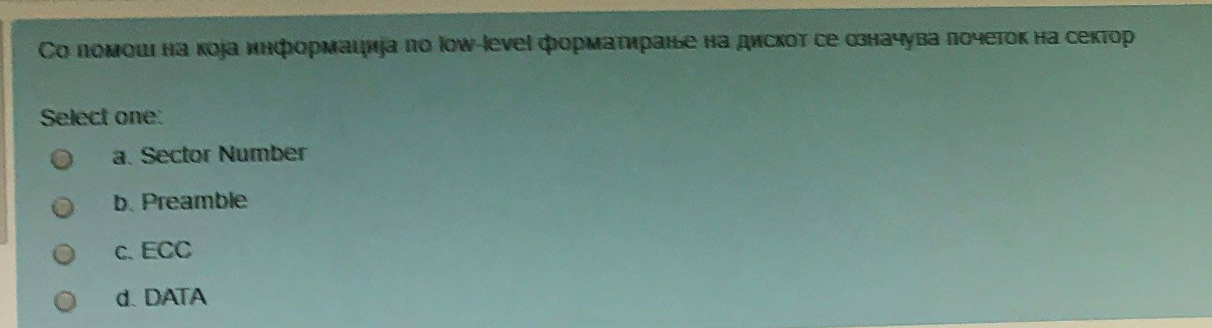 Со помош на која информација по low-level форматирање на дискот се означува почеток на сектор
Select one:
a. Sector Number
b. Preamble
c. ECC
d. DATA